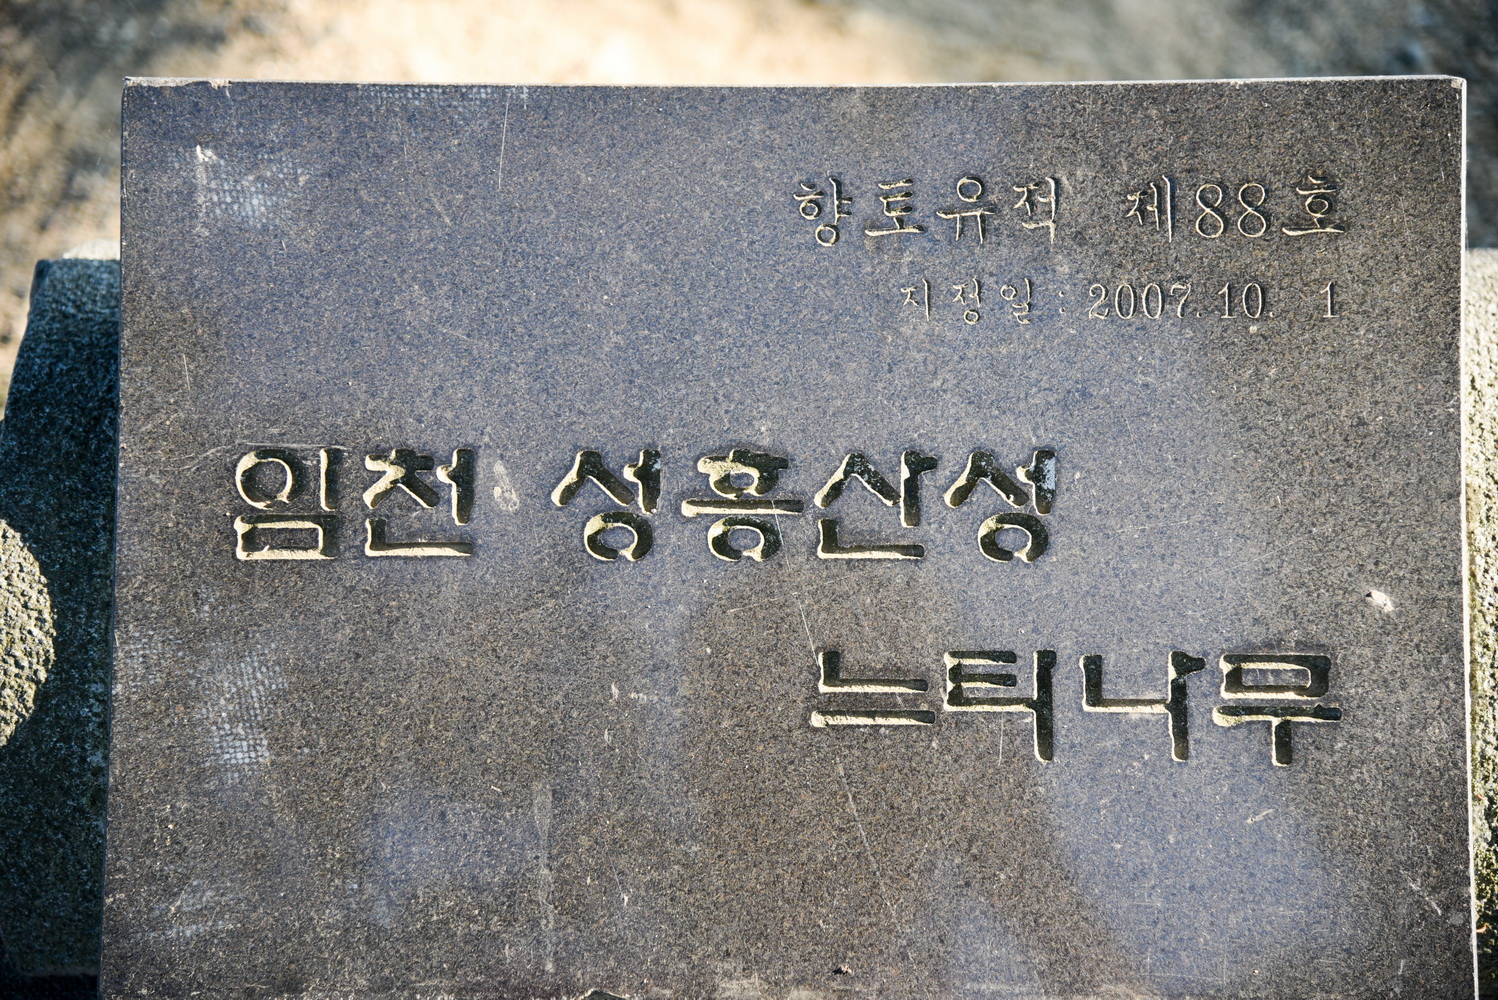 향토유적 제88호
지정일 : 2007. 10. 1
임천 성흥산성
느티나무